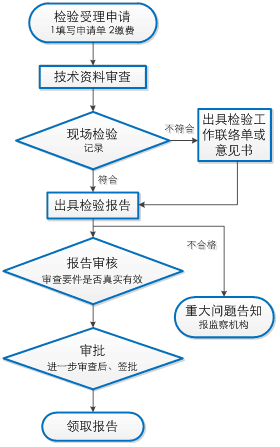 检验受理申请
1填写申请单 2缴费
技术资料审查
现场检验
记录
不符合
出具检验工
作联络单或
意见书
符合
出具检验报告
不合格
报告审核
审查要件是否真实有效
重大问题告知
报监察机构
审批
进一步审查后、签批
领取报告